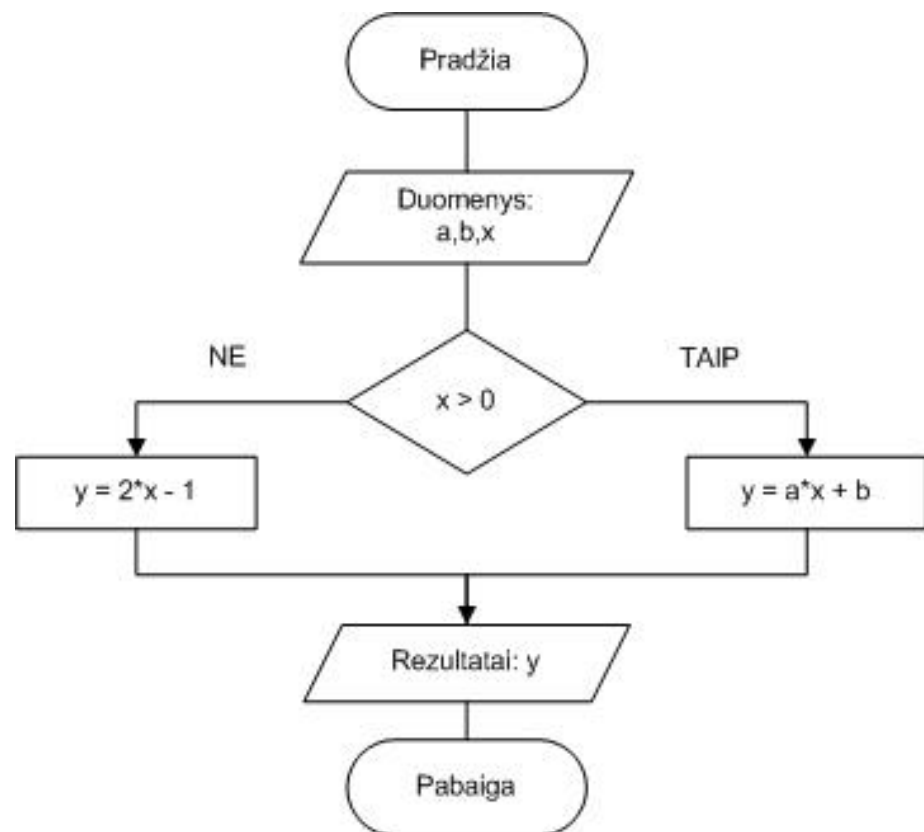 Pradžia
Duomenys:
a,b,x
NE
TAIP
x > 0
y = 2*x - 1
y = a*x + b
Rezultatai: y
Pabaiga